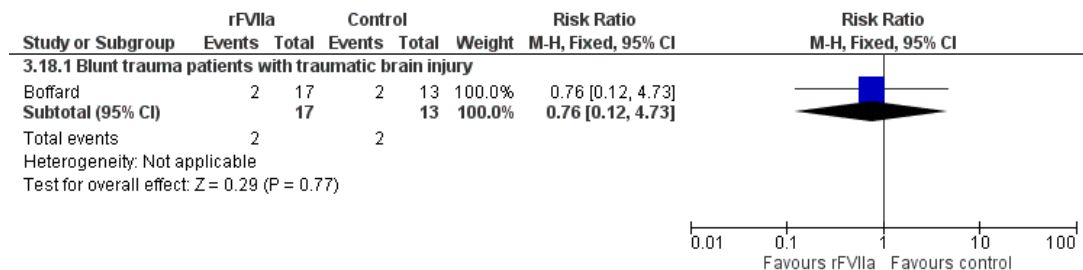 rFVIIa Control Risk Ratio Risk Ratio
Study or Subgroup Events Total Events Total Weight M-H, Fixed, 95% CI M-H, Fixed, 95% CI
3.18.1 Blunt trauma patients with traumatic brain injury
Boffard 2 17 2 13 100.0% 0.76 [0.12, 4.73]
Subtotal (95% CI) 17 13 100.0% 0.76 [0.12, 4.73]
Total events 2 2
Heterogeneity: Not applicable
Test for overall effect: Z = 0.29 (P = 0.77)
0.01 0.1 1 10 100
Favours rFVIIa Favours control